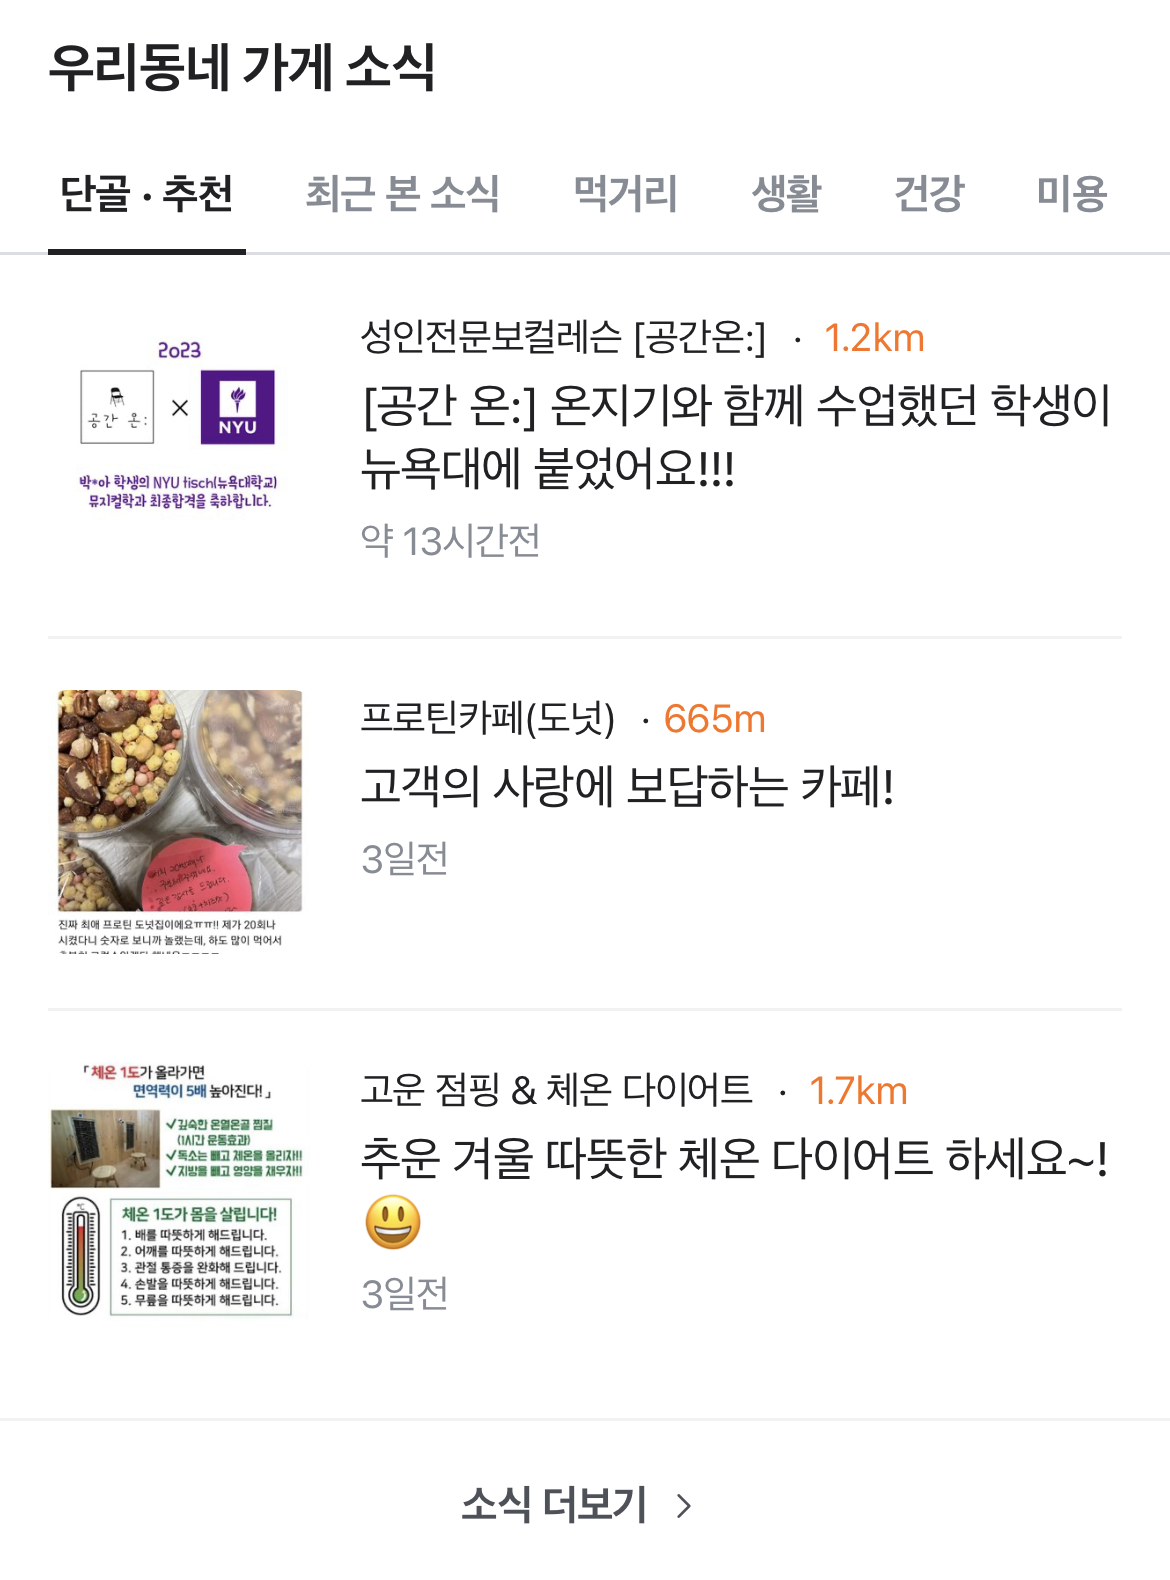 우리동네 가게 소식
단골 · 추천 최근 본 소식 먹거리 생활 건강 미용
2023
공간 온: × NYU
박*아 학생의 NYU tisch(뉴욕대학교)
뮤지컬학과 최종합격을 축하합니다.
성인전문보컬레슨 [공간온:] · 1.2km
[공간 온:] 온지기와 함께 수업했던 학생이
뉴욕대에 붙었어요!!!
약 13시간전
진짜 최애 프로틴 도넛집이에요ㅠㅠ!! 제가 20회나
시켰다니 숫자로 보니까 놀랬는데, 하도 많이 먹어서
프로틴카페(도넛) · 665m
고객의 사랑에 보답하는 카페!
3일전
「체온 1도가 올라가면
면역력이 5배 높아진다!」
✓깊숙한 온열온골 찜질
(1시간 운동효과)
✓독소는 빼고 체온을 올리자!!
✓지방을 빼고 영양을 채우자!!
°C
체온 1도가 몸을 살립니다!
1. 배를 따뜻하게 해드립니다.
2. 어깨를 따뜻하게 해드립니다.
3. 관절 통증을 완화해 드립니다.
4. 손발을 따뜻하게 해드립니다.
5. 무릎을 따뜻하게 해드립니다.
고운 점핑 & 체온 다이어트 · 1.7km
추운 겨울 따뜻한 체온 다이어트 하세요~!
😃
3일전
소식 더보기 >